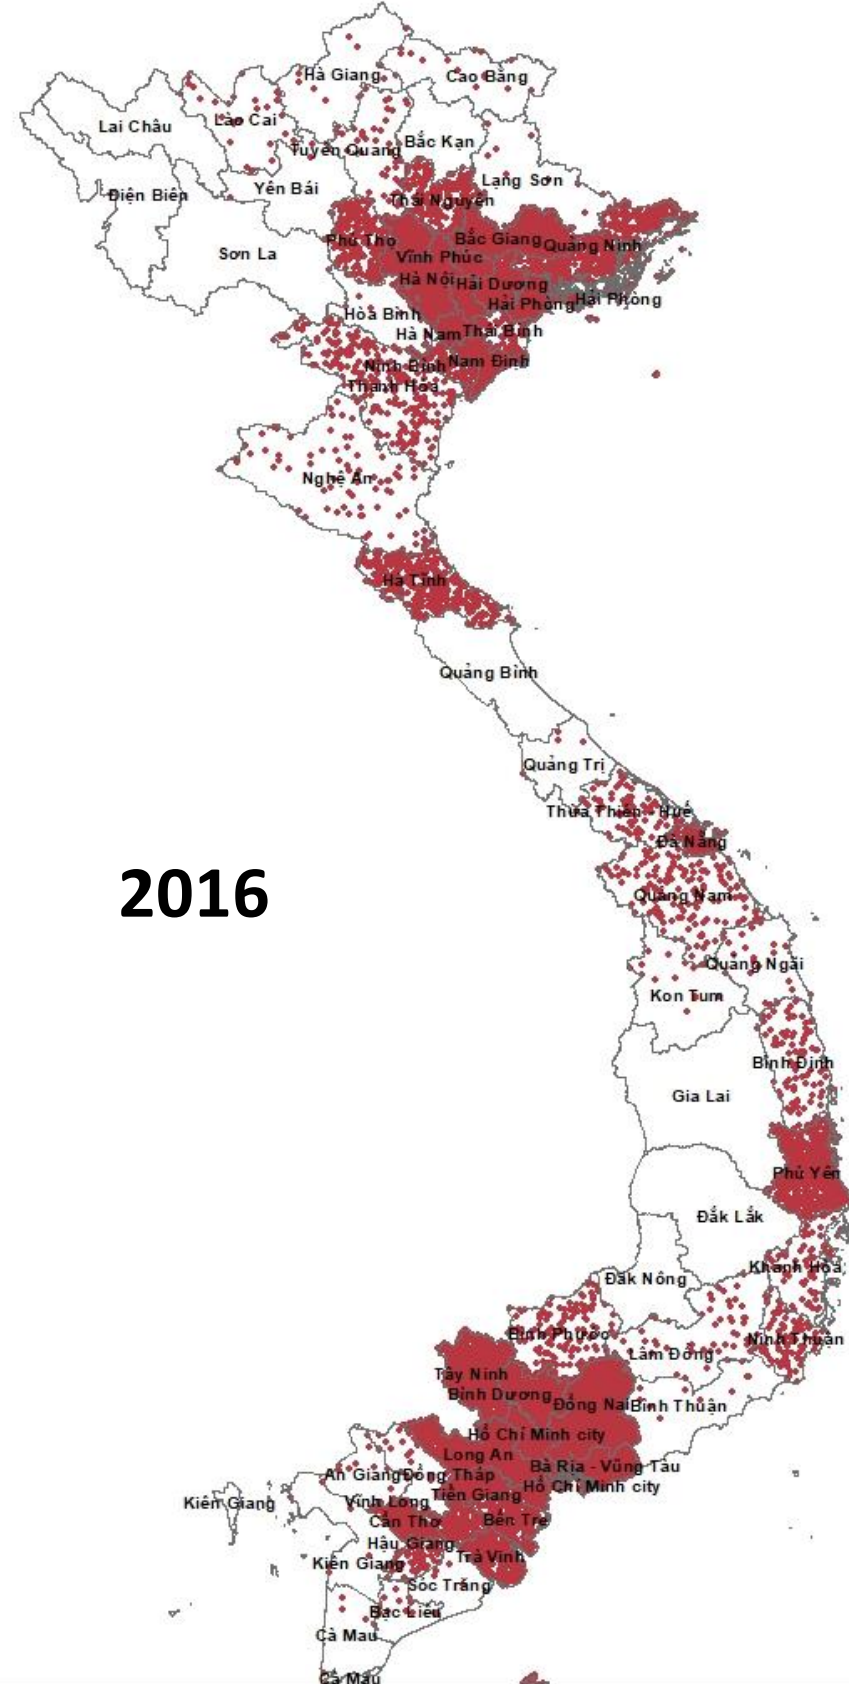 Hà Giang
Cao Bằng
Lào Cai
Lai Châu
Tuyên Quang
Bắc Kạn
Lạng Sơn
Yên Bái
Điện Biên
Thái Nguyên
Phú Thọ
Bắc Giang
Quảng Ninh
Sơn La
Vĩnh Phúc
Hà Nội
Hải Dương
Hải Phòng
Hải Phòng
Hòa Bình
Hà Nam
Thái Bình
Ninh Bình
Nam Định
Thanh Hóa
Nghệ An
Hà Tĩnh
Quảng Bình
Quảng Trị
Thừa Thiên - Huế
Đà Nẵng
2016
Quảng Nam
Quảng Ngãi
Kon Tum
Bình Định
Gia Lai
Phú Yên
Đắk Lắk
Khánh Hòa
Đăk Nông
Bình Phước
Ninh Thuận
Lâm Đồng
Tây Ninh
Bình Dương
Đồng Nai
Bình Thuận
Hồ Chí Minh city
Long An
Bà Rịa - Vũng Tàu
An Giang
Đồng Tháp
Hồ Chí Minh city
Tiền Giang
Kiên Giang
Vĩnh Long
Cần Thơ
Bến Tre
Hậu Giang
Trà Vinh
Kiên Giang
Sóc Trăng
Bạc Liêu
Cà Mau
Cà Mau